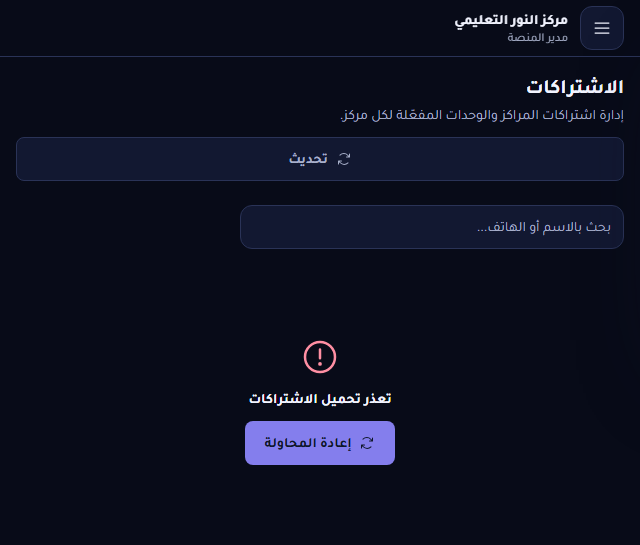 مركز النور التعليمي
مدير المنصة
الاشتراكات
إدارة اشتراكات المراكز والوحدات المفعّلة لكل مركز.
تحديث
بحث بالاسم أو الهاتف...
تعذر تحميل الاشتراكات
إعادة المحاولة